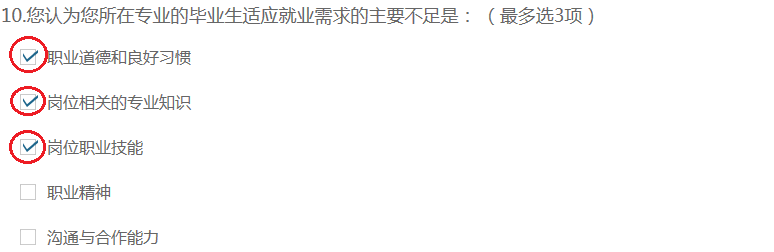 10.您认为您所在专业的毕业生适应就业需求的主要不足是：（最多选3项）
职业道德和良好习惯
岗位相关的专业知识
岗位职业技能
职业精神
沟通与合作能力